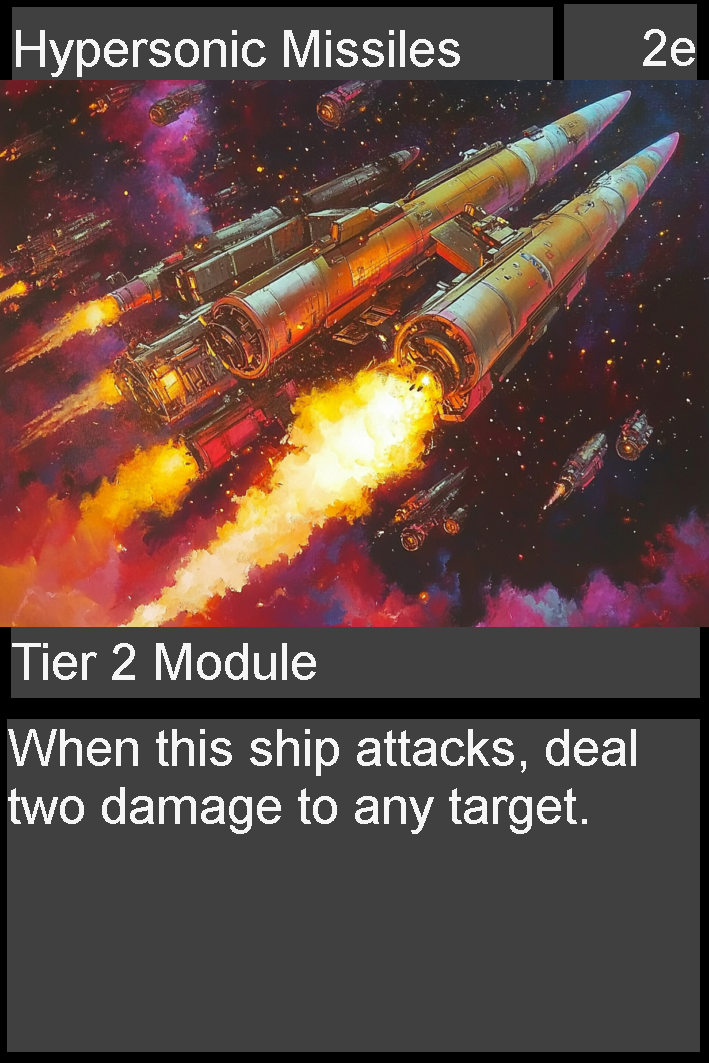 Hypersonic Missiles 2e
Tier 2 Module
When this ship attacks, deal
two damage to any target.